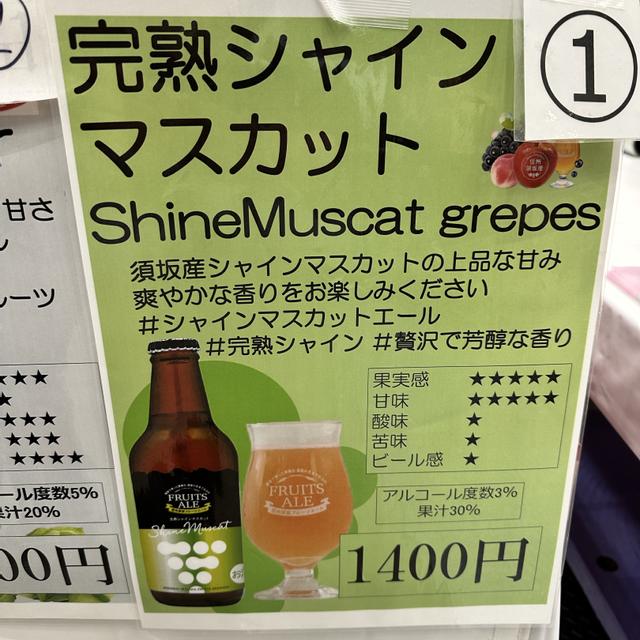 ①
完熟シャイン
マスカット
ShineMuscat grepes
須坂産シャインマスカットの上品な甘み
爽やかな香りをお楽しみください
#シャインマスカットエール
#完熟シャイン #贅沢で芳醇な香り
果実感 ★★★★★
甘味 ★★★★★
酸味 ★
苦味 ★
ビール感 ★
アルコール度数3%
果汁30%
1400円
FRUITS
ALE
Shine Muscat
FRUITS
ALE
甘さ
ルーツ
★★★
★
★★★
★★★
★★★★
ール度数5%
果汁20%
00円